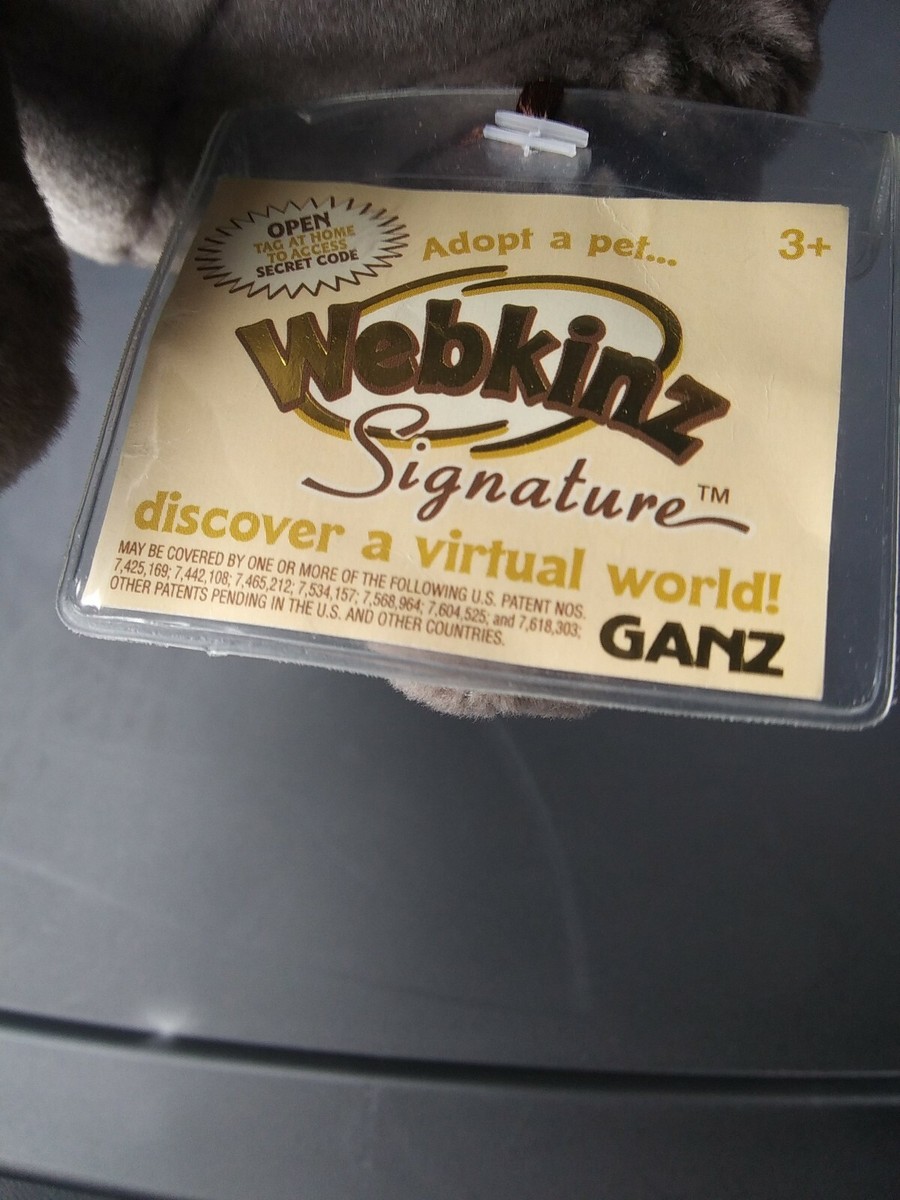 OPEN
TAG AT HOME
TO ACCESS
SECRET CODE
Adopt a pet...
3+
Webkinz
Signature™
discover a virtual world!
MAY BE COVERED BY ONE OR MORE OF THE FOLLOWING U.S. PATENT NOS.
7,425,169; 7,442,108; 7,465,212; 7,534,157; 7,568,964; 7,604,525; and 7,618,303;
OTHER PATENTS PENDING IN THE U.S. AND OTHER COUNTRIES.
GANZ